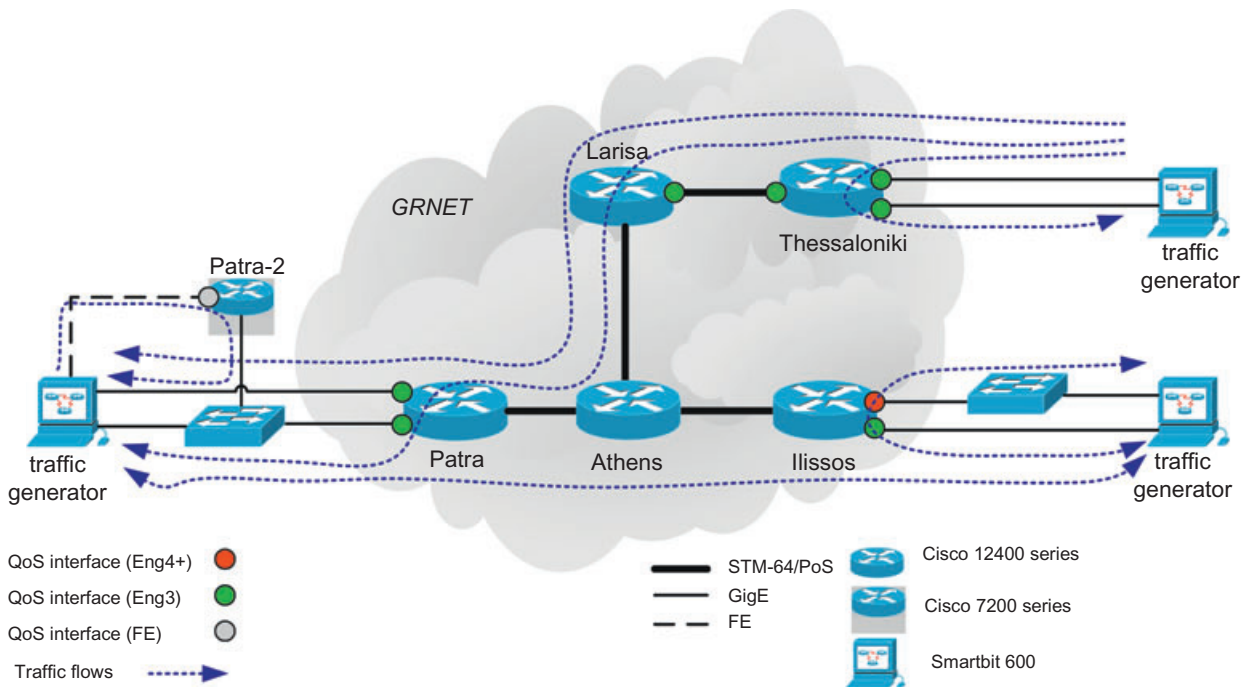 Larisa
GRNET
Thessaloniki
traffic
generator
Patra-2
traffic
generator
Patra
Athens
Ilissos
traffic
generator
QoS interface (Eng4+)
QoS interface (Eng3)
QoS interface (FE)
Traffic flows
STM-64/PoS
GigE
FE
Cisco 12400 series
Cisco 7200 series
Smartbit 600